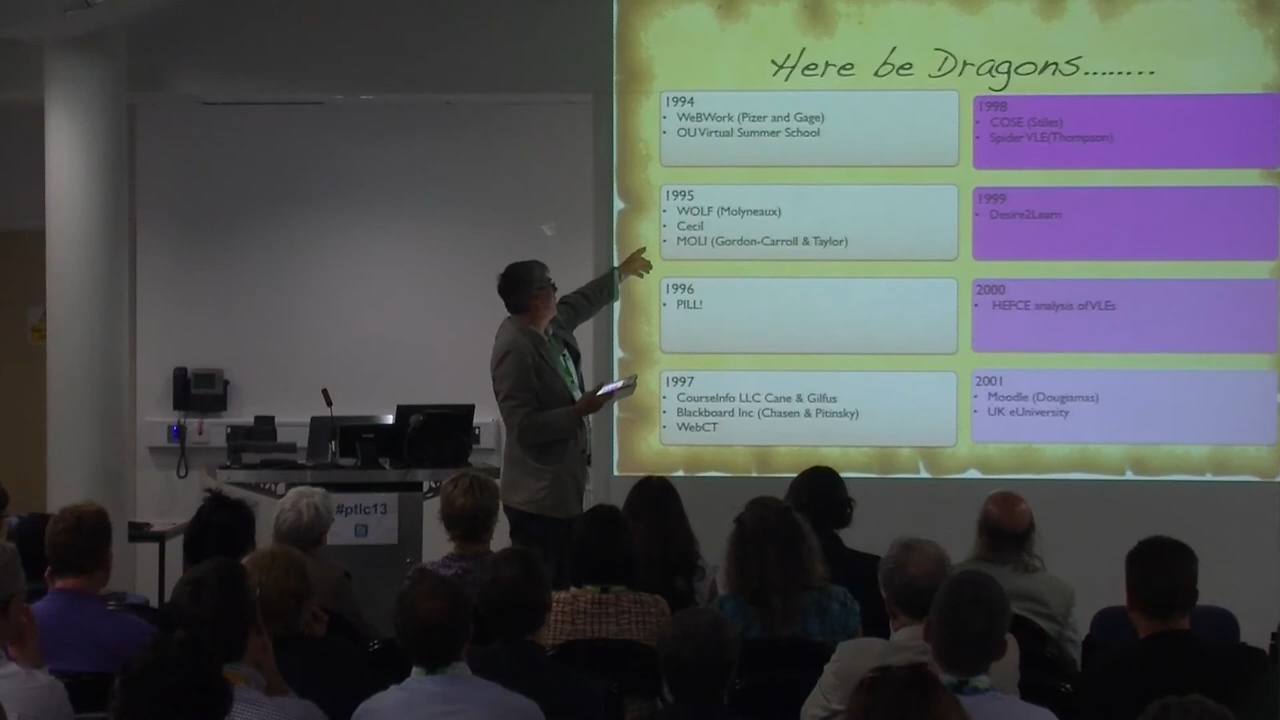 Here be Dragons........
1994
• WeBWork (Pizer and Gage)
• OU Virtual Summer School
1995
• WOLF (Molyneaux)
• Cecil
• MOLI (Gordon-Carroll & Taylor)
1996
• PILL!
1997
• CourseInfo LLC Cane & Gilfus
• Blackboard Inc (Chasen & Pitinsky)
• WebCT
1998
• COSE (Stiles)
• Spider VLE(Thompson)
1999
• Desire2Learn
2000
• HEFCE analysis of VLEs
2001
• Moodle (Dougiamas)
• UK eUniversity
#ptlc13